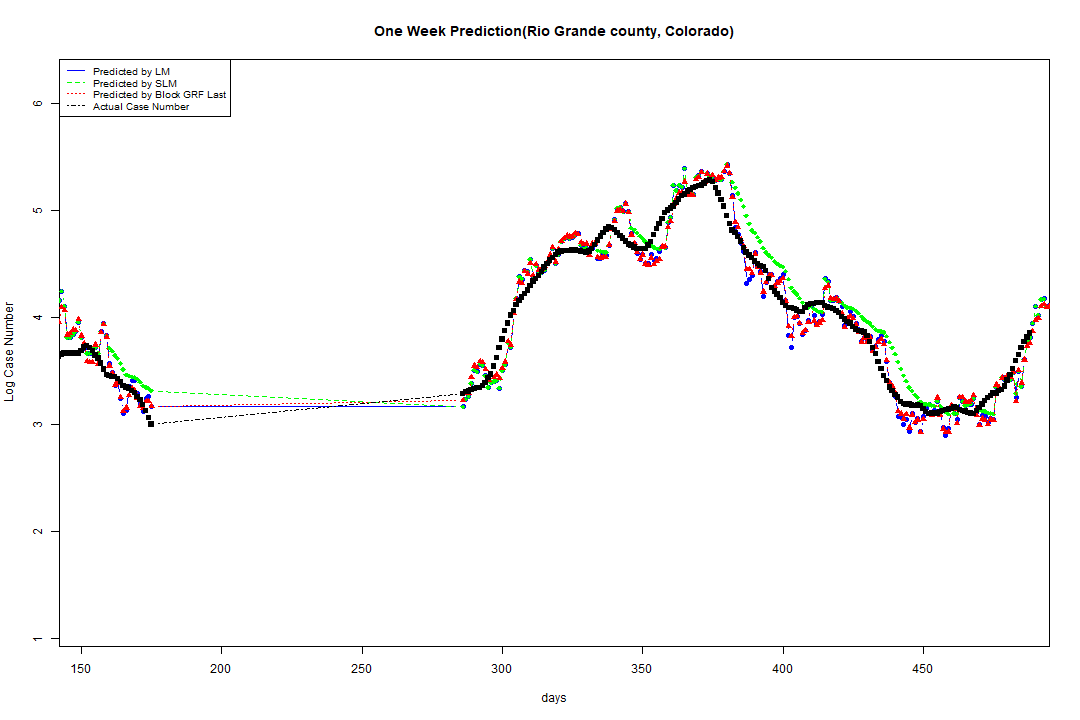 One Week Prediction(Rio Grande county, Colorado)
Predicted by LM
Predicted by SLM
Predicted by Block GRF Last
Actual Case Number
Log Case Number
6
5
4
3
2
1
150 200 250 300 350 400 450
days